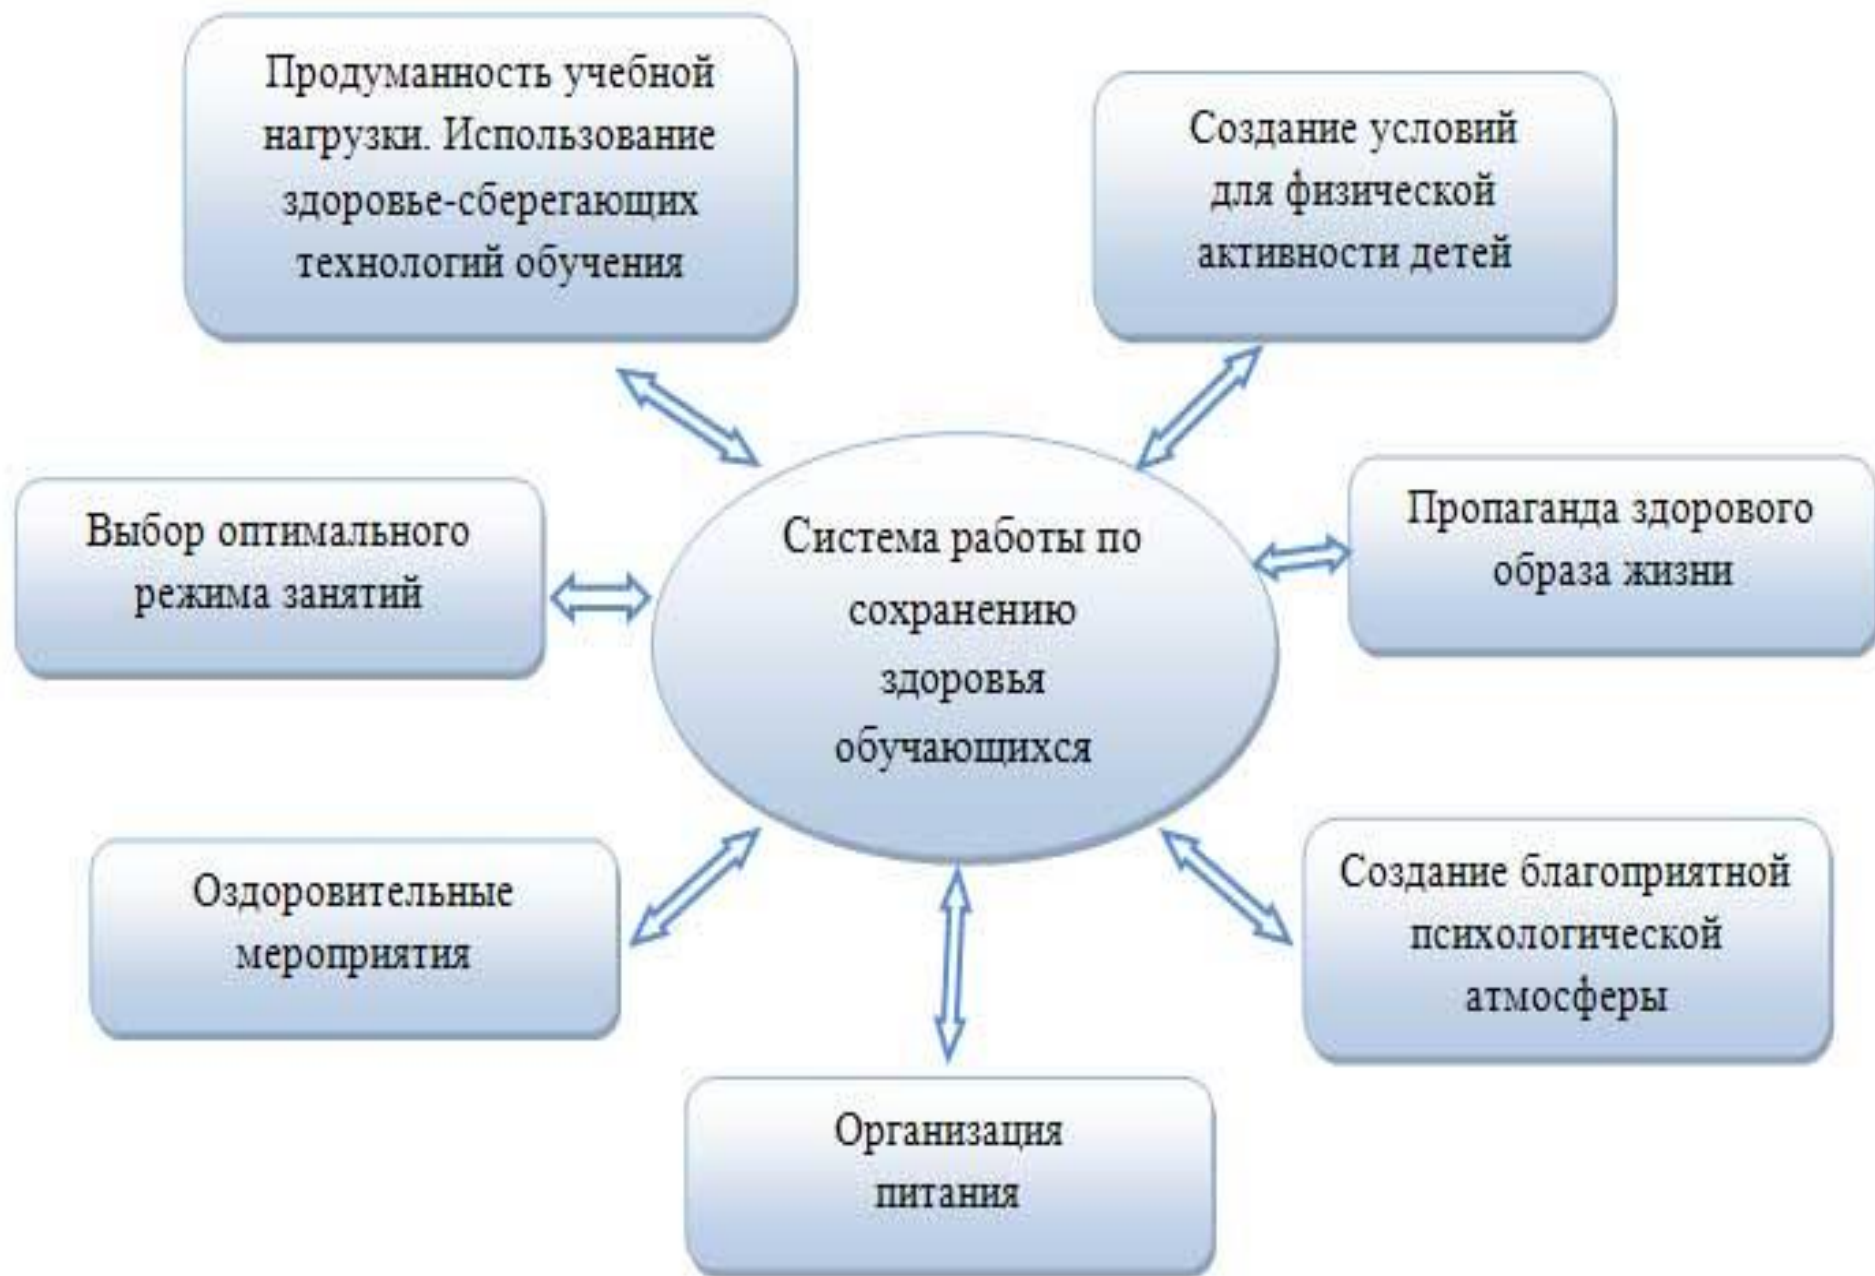 Продуманность учебной
нагрузки. Использование
здоровье-сберегающих
технологий обучения
Создание условий
для физической
активности детей
Выбор оптимального
режима занятий
Система работы по
сохранению
здоровья
обучающихся
Пропаганда здорового
образа жизни
Оздоровительные
мероприятия
Создание благоприятной
психологической
атмосферы
Организация
питания